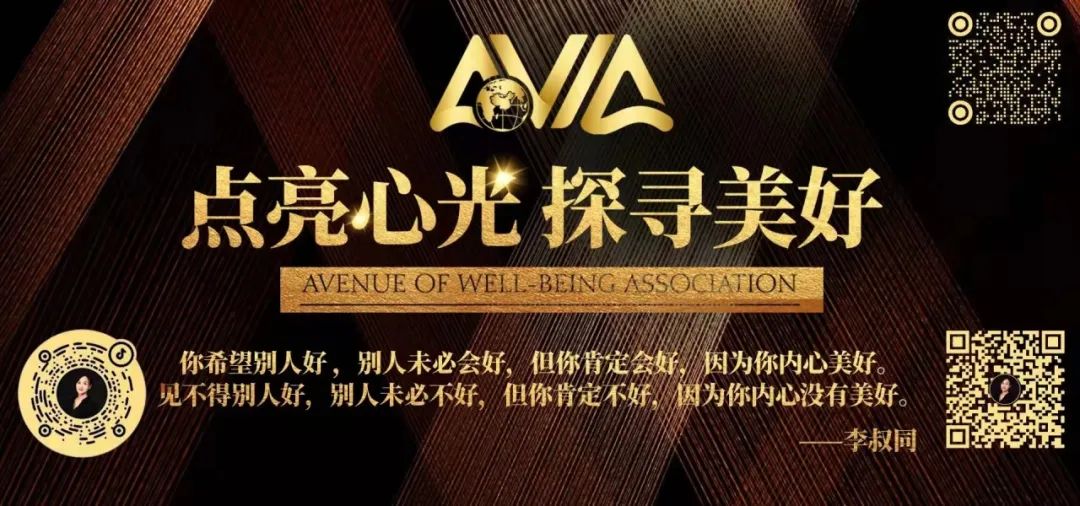 AVIA
点亮心光 探寻美好
AVENUE OF WELL-BEING ASSOCIATION
你希望别人好，别人未必会好，但你肯定会好，因为你内心美好。
见不得别人好，别人未必不好，但你肯定不好，因为你内心没有美好。
——李叔同